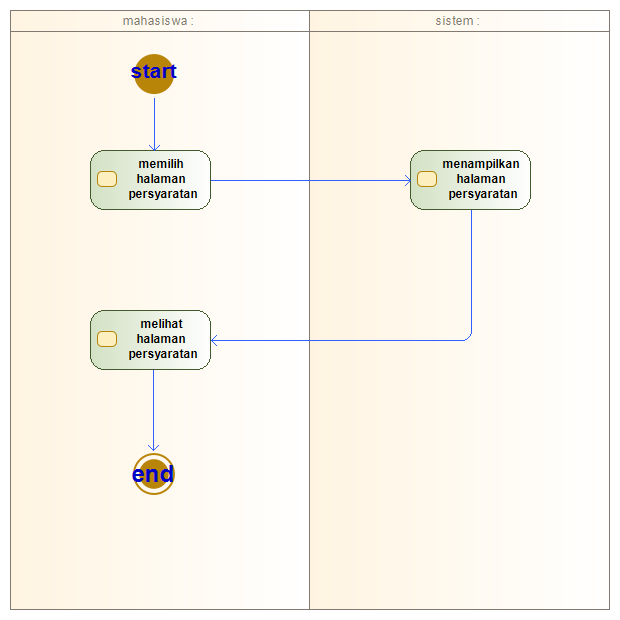 mahasiswa :
sistem :
start
memilih
halaman
persyaratan
menampilkan
halaman
persyaratan
melihat
halaman
persyaratan
end